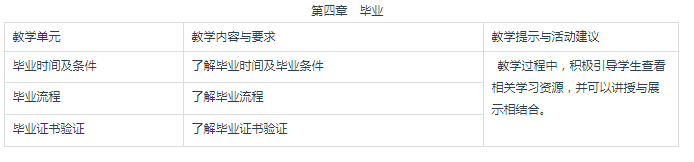 第四章 毕业
教学单元 教学内容与要求 教学提示与活动建议
毕业时间及条件 了解毕业时间及毕业条件
教学过程中，积极引导学生查看
相关学习资源，并可以讲授与展
示相结合。
毕业流程 了解毕业流程
毕业证书验证 了解毕业证书验证